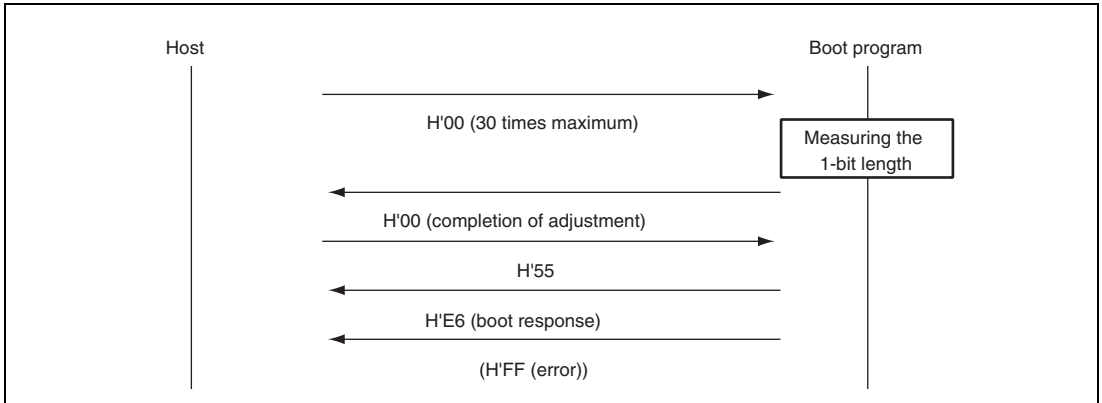 Host
Boot program
H'00 (30 times maximum)
Measuring the
1-bit length
H'00 (completion of adjustment)
H'55
H'E6 (boot response)
(H'FF (error))